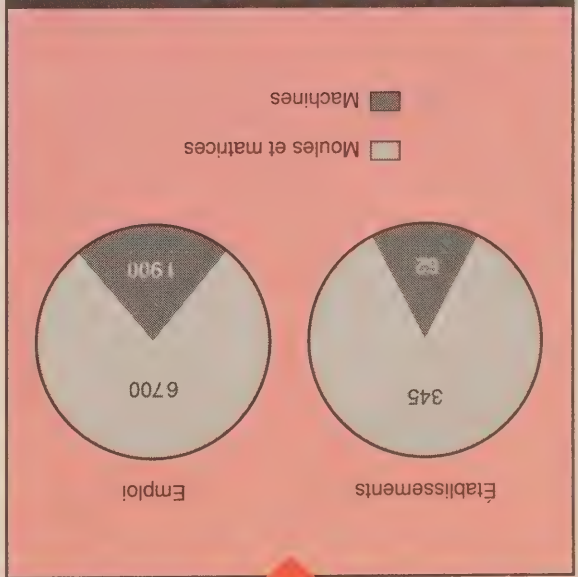 Établissements
Emploi
345
6 700
1 900
Moules et matrices
Machines